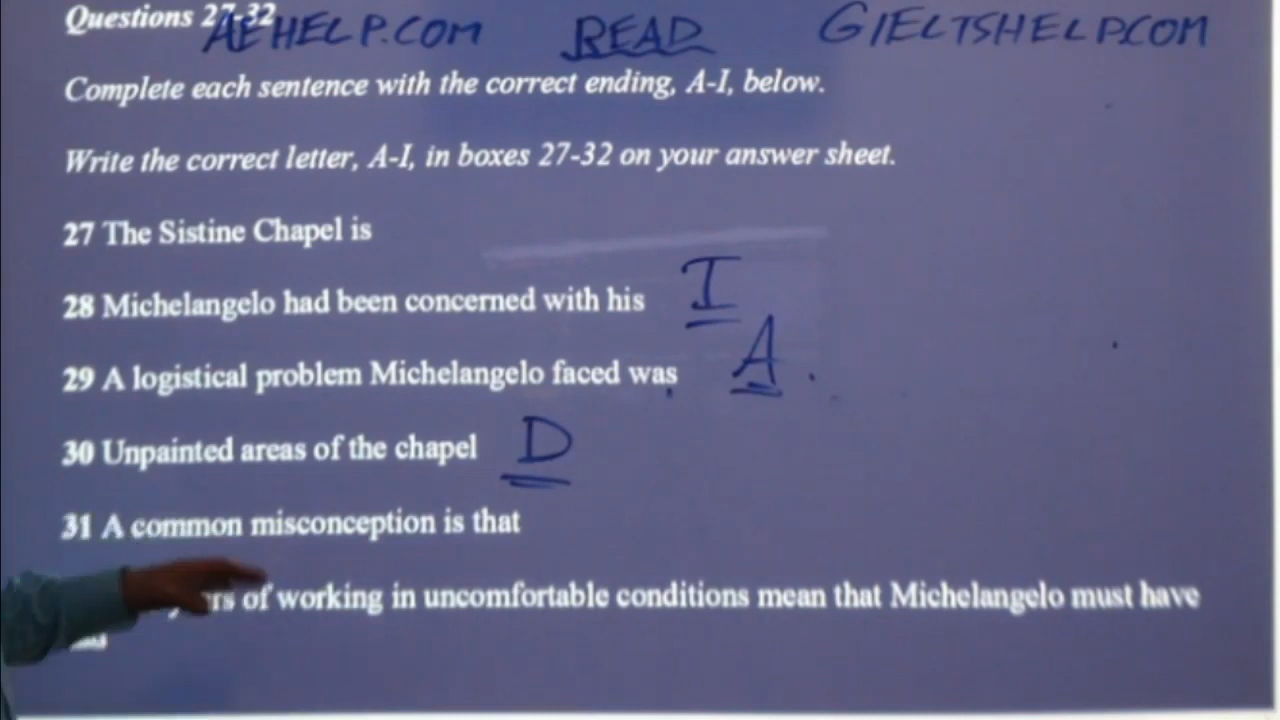 Questions 27-32
AEHELP.COM READ GIELTSHELP.COM
Complete each sentence with the correct ending, A-I, below.
Write the correct letter, A-I, in boxes 27-32 on your answer sheet.
27 The Sistine Chapel is
28 Michelangelo had been concerned with his I
29 A logistical problem Michelangelo faced was A
30 Unpainted areas of the chapel D
31 A common misconception is that
of working in uncomfortable conditions mean that Michelangelo must have